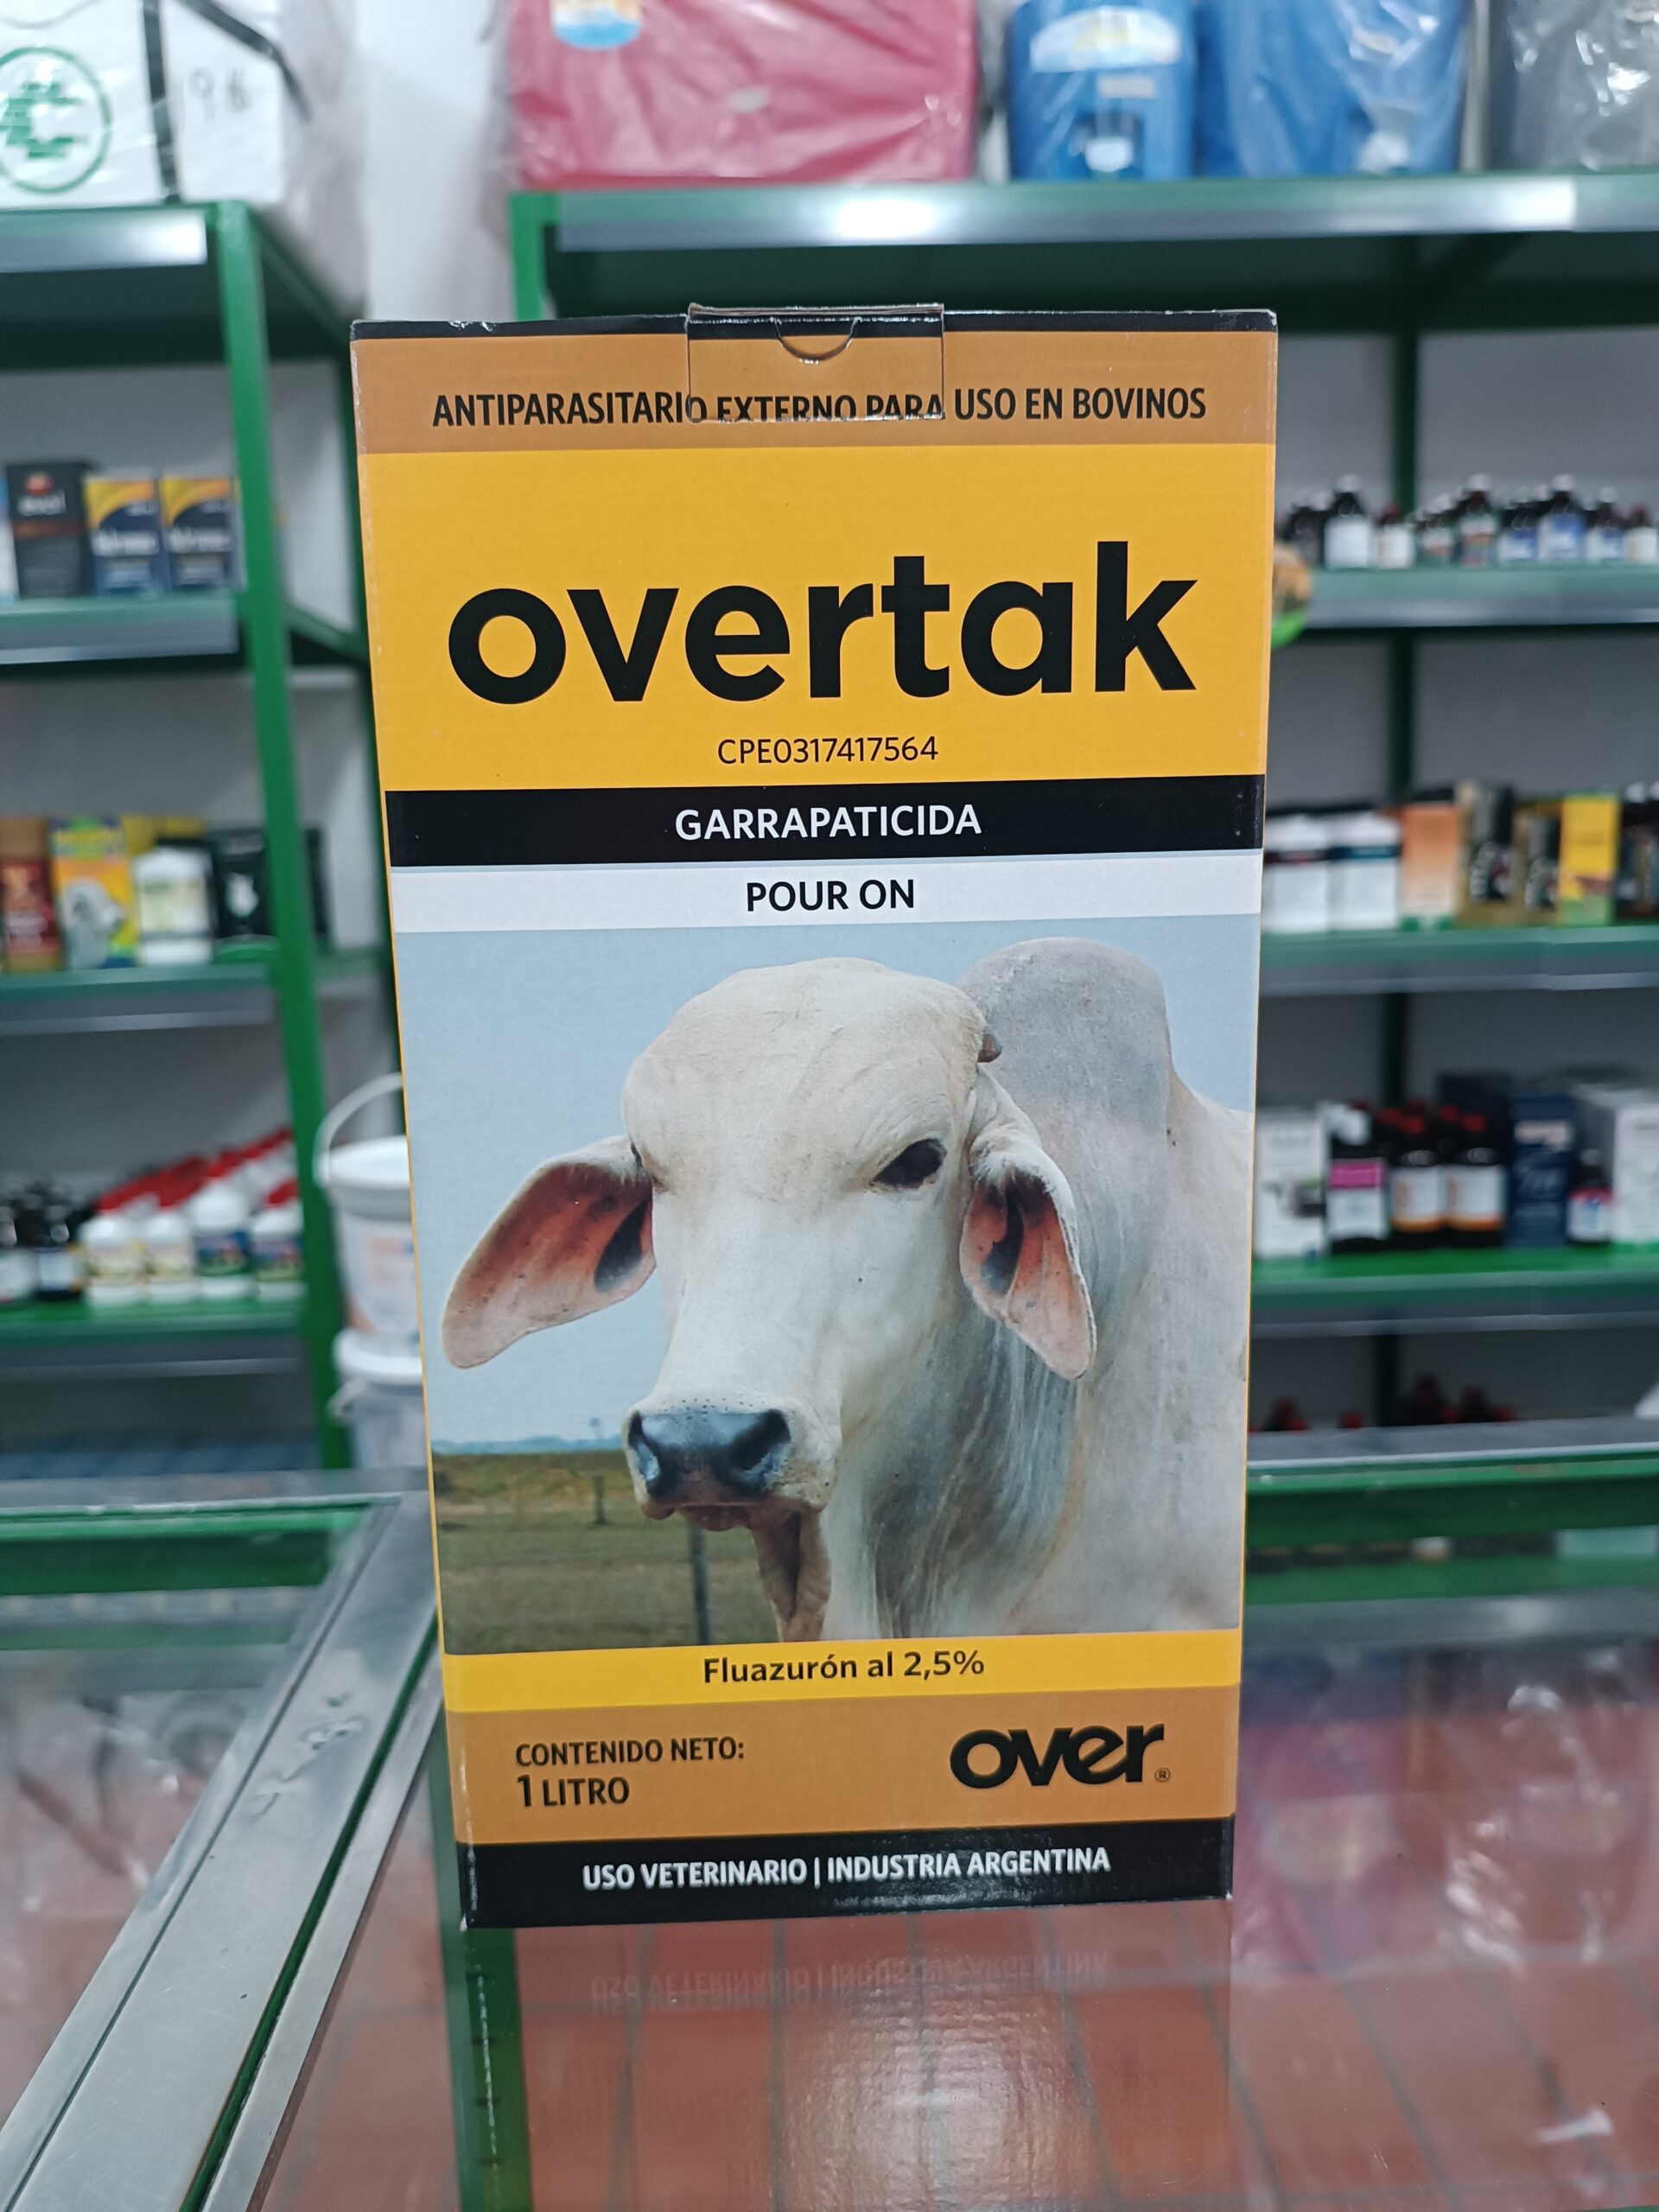 ANTIPARASITARIO EXTERNO PARA USO EN BOVINOS
overtak
CPE0317417564
GARRAPATICIDA
POUR ON
Fluazurón al 2,5%
CONTENIDO NETO:
1 LITRO
over®
USO VETERINARIO | INDUSTRIA ARGENTINA